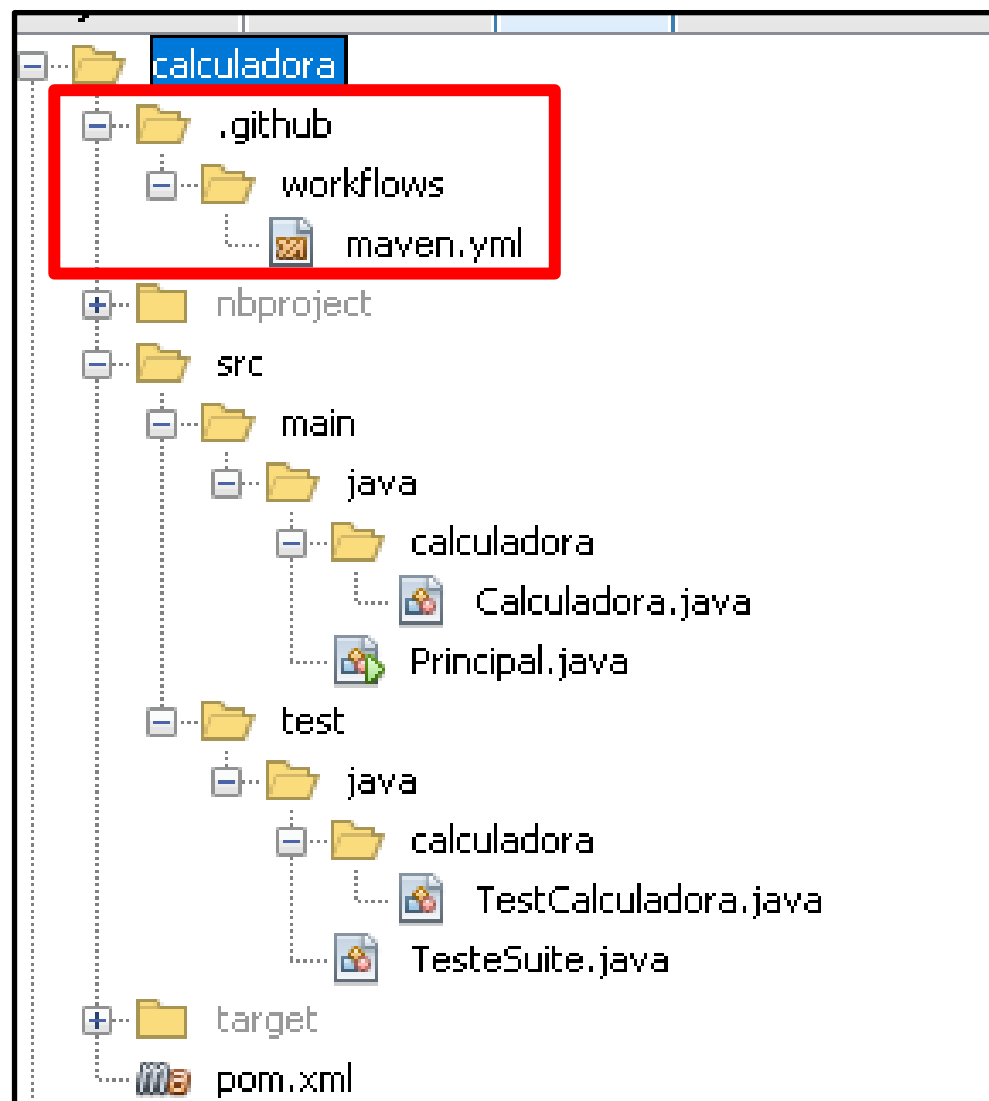 calculadora
.github
workflows
maven.yml
nbproject
src
main
java
calculadora
Calculadora.java
Principal.java
test
java
calculadora
TestCalculadora.java
TesteSuite.java
target
pom.xml